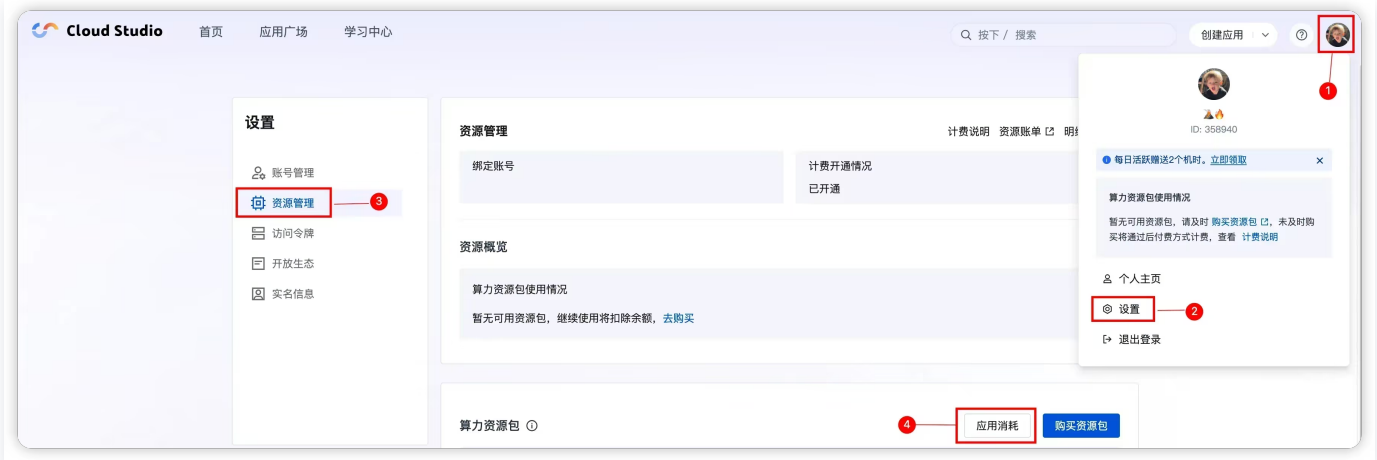 Cloud Studio 首页 应用广场 学习中心 按下 / 搜索 创建应用
1
ID: 358940
每日活跃赠送2个机时。立即领取
算力资源包使用情况
暂无可用资源包，请及时 购买资源包，未及时购
买将通过后付费方式计费，查看 计费说明
个人主页
设置
2
退出登录
设置
账号管理
资源管理
3
访问令牌
开放生态
实名信息
资源管理 计费说明 资源账单
绑定账号
计费开通情况
已开通
资源概览
算力资源包使用情况
暂无可用资源包，继续使用将扣除余额，去购买
算力资源包
4
应用消耗
购买资源包